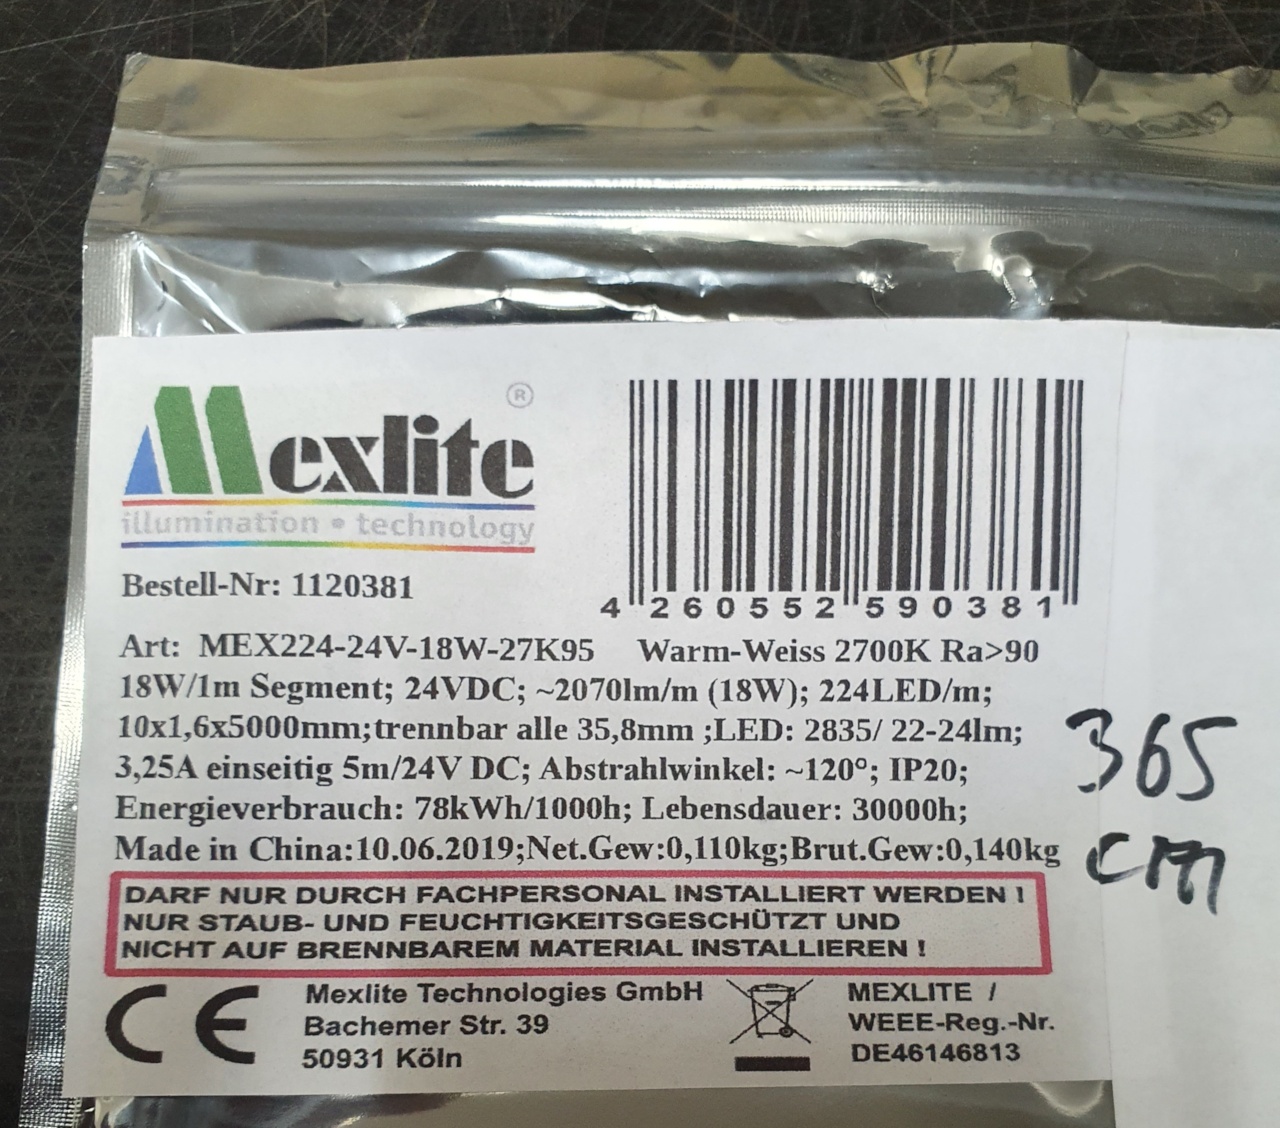 Mexlite ®
illumination • technology
4 260552 590381
Bestell-Nr: 1120381
Art: MEX224-24V-18W-27K95 Warm-Weiss 2700K Ra>90
18W/1m Segment; 24VDC; ~2070lm/m (18W); 224LED/m;
10x1,6x5000mm;trennbar alle 35,8mm ;LED: 2835/ 22-24lm;
3,25A einseitig 5m/24V DC; Abstrahlwinkel: ~120°; IP20;
Energieverbrauch: 78kWh/1000h; Lebensdauer: 30000h;
Made in China:10.06.2019;Net.Gew:0,110kg;Brut.Gew:0,140kg
365
cm
DARF NUR DURCH FACHPERSONAL INSTALLIERT WERDEN !
NUR STAUB- UND FEUCHTIGKEITSGESCHÜTZT UND
NICHT AUF BRENNBAREM MATERIAL INSTALLIEREN !
CE
Mexlite Technologies GmbH
Bachemer Str. 39
50931 Köln
MEXLITE /
WEEE-Reg.-Nr.
DE46146813